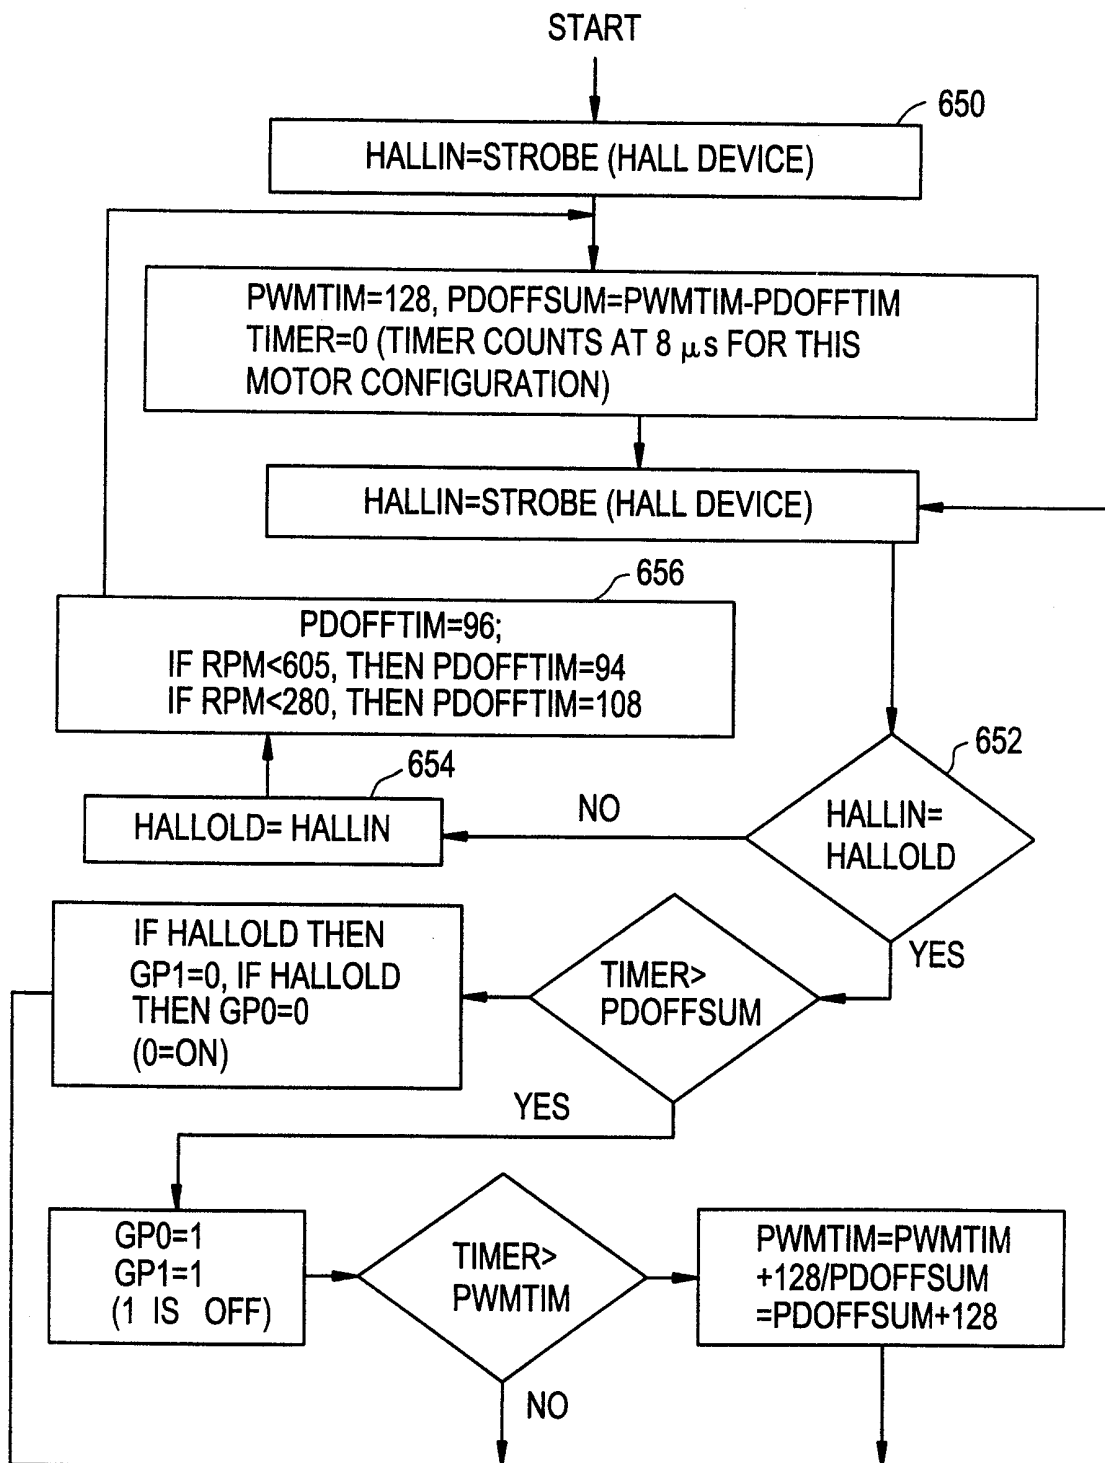 START
650
HALLIN=STROBE (HALL DEVICE)
PWMTIM=128, PDOFFSUM=PWMTIM-PDOFFTIM
TIMER=0 (TIMER COUNTS AT 8 μs FOR THIS
MOTOR CONFIGURATION)
HALLIN=STROBE (HALL DEVICE)
656
PDOFFTIM=96;
IF RPM<605, THEN PDOFFTIM=94
IF RPM<280, THEN PDOFFTIM=108
652
HALLIN=
HALLOLD
NO
654
HALLOLD= HALLIN
YES
TIMER>
PDOFFSUM
IF HALLOLD THEN
GP1=0, IF HALLOLD
THEN GP0=0
(0=ON)
YES
GP0=1
GP1=1
(1 IS OFF)
TIMER>
PWMTIM
PWMTIM=PWMTIM
+128/PDOFFSUM
=PDOFFSUM+128
NO